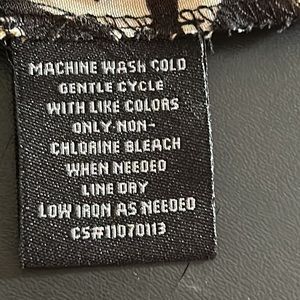 MACHINE WASH COLD
GENTLE CYCLE
WITH LIKE COLORS
ONLY-NON-
CHLORINE BLEACH
WHEN NEEDED
LINE DRY
LOW IRON AS NEEDED
CS#11070113